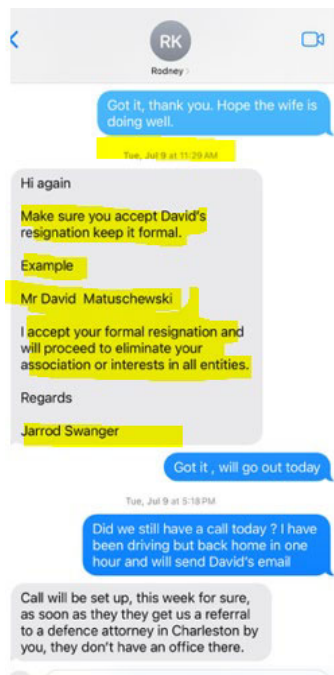 RK
Rodney
Got it, thank you. Hope the wife is
doing well.
Tue, Jul 9 at 11:29 AM
Hi again
Make sure you accept David's
resignation keep it formal.
Example
Mr David Matuschewski
I accept your formal resignation and
will proceed to eliminate your
association or interests in all entities.
Regards
Jarrod Swanger
Got it , will go out today
Tue, Jul 9 at 5:18 PM
Did we still have a call today ? I have
been driving but back home in one
hour and will send David's email
Call will be set up, this week for sure,
as soon as they they get us a referral
to a defence attorney in Charleston by
you, they don't have an office there.